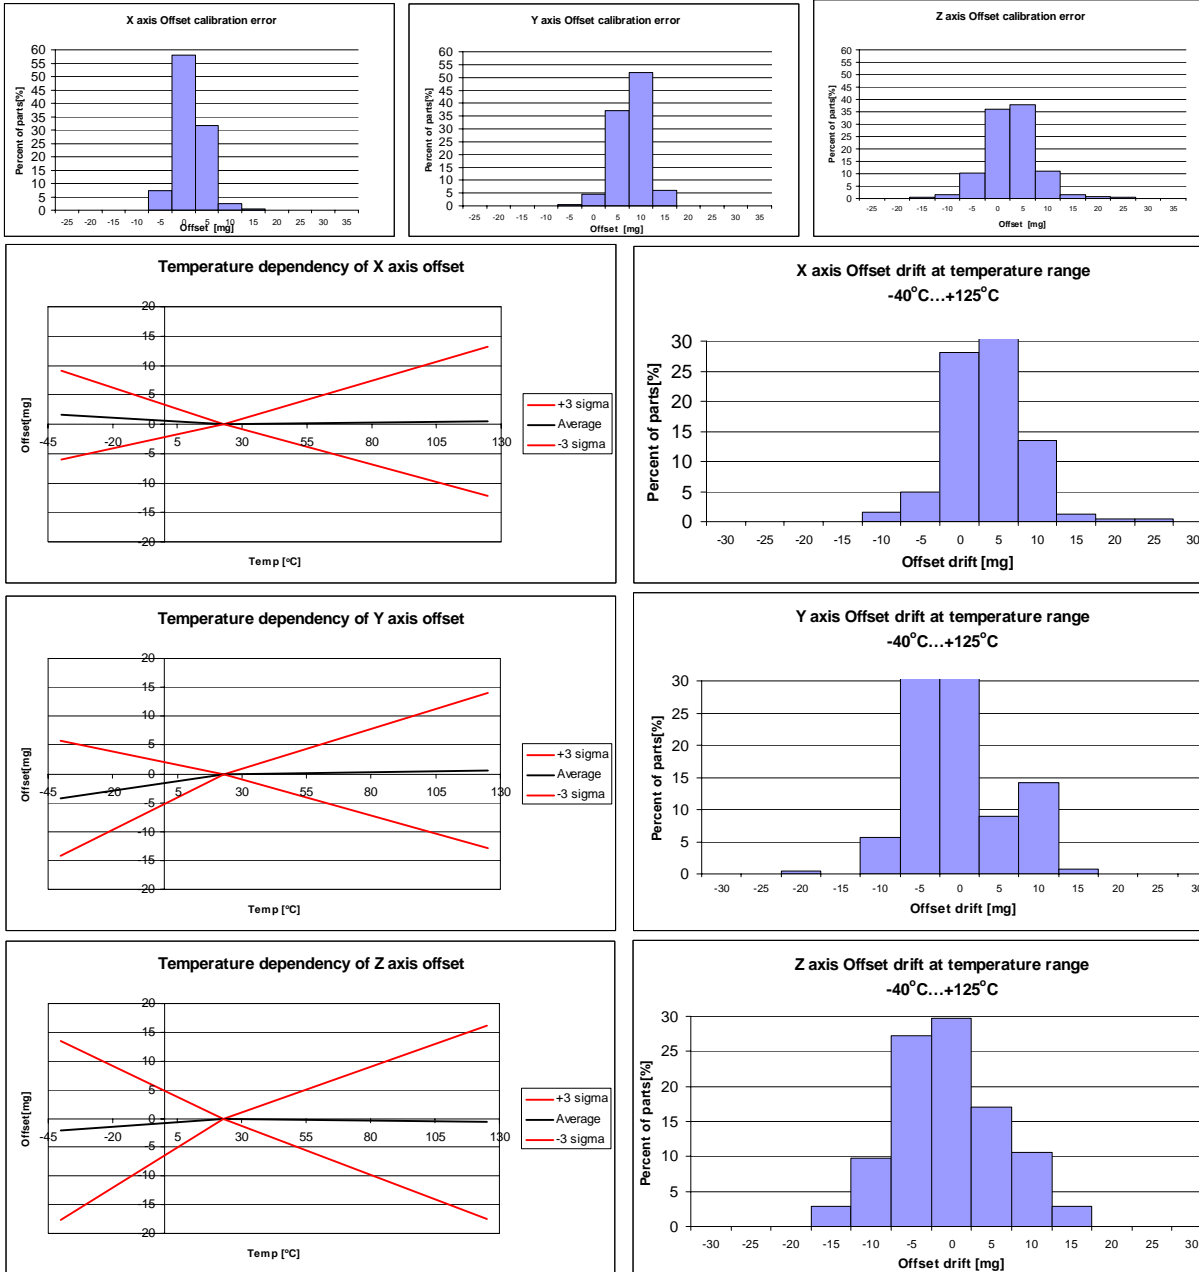 X axis Offset calibration error
Percent of parts[%]
60
55
50
45
40
35
30
25
20
15
10
5
0
-25 -20 -15 -10 -5 0 5 10 15 20 25 30 35
Offset [mg]
Y axis Offset calibration error
Percent of parts[%]
60
55
50
45
40
35
30
25
20
15
10
5
0
-25 -20 -15 -10 -5 0 5 10 15 20 25 30 35
Offset [mg]
Z axis Offset calibration error
Percent of parts[%]
60
55
50
45
40
35
30
25
20
15
10
5
0
-25 -20 -15 -10 -5 0 5 10 15 20 25 30 35
Offset [mg]
Temperature dependency of X axis offset
Offset[mg]
20
15
10
5
0
-5
-10
-15
-20
-45 -20 5 30 55 80 105 130
Temp [ºC]
+3 sigma
Average
-3 sigma
X axis Offset drift at temperature range
-40°C...+125°C
Percent of parts[%]
30
25
20
15
10
5
0
-30 -25 -20 -15 -10 -5 0 5 10 15 20 25 30
Offset drift [mg]
Temperature dependency of Y axis offset
Offset[mg]
20
15
10
5
0
-5
-10
-15
-20
-45 -20 5 30 55 80 105 130
Temp [ºC]
+3 sigma
Average
-3 sigma
Y axis Offset drift at temperature range
-40°C...+125°C
Percent of parts[%]
30
25
20
15
10
5
0
-30 -25 -20 -15 -10 -5 0 5 10 15 20 25 30
Offset drift [mg]
Temperature dependency of Z axis offset
Offset[mg]
20
15
10
5
0
-5
-10
-15
-20
-45 -20 5 30 55 80 105 130
Temp [ºC]
+3 sigma
Average
-3 sigma
Z axis Offset drift at temperature range
-40°C...+125°C
Percent of parts[%]
30
25
20
15
10
5
0
-30 -25 -20 -15 -10 -5 0 5 10 15 20 25 30
Offset drift [mg]